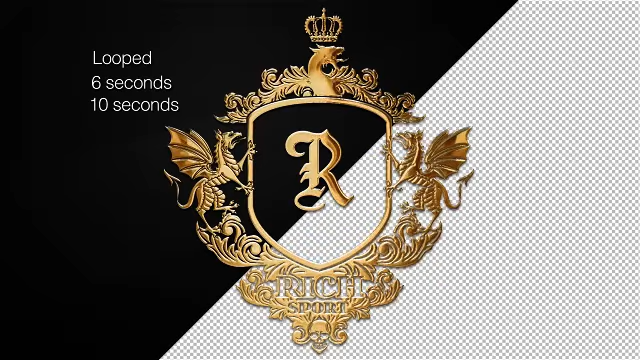 Looped
6 seconds
10 seconds
R
RICH
SPORT